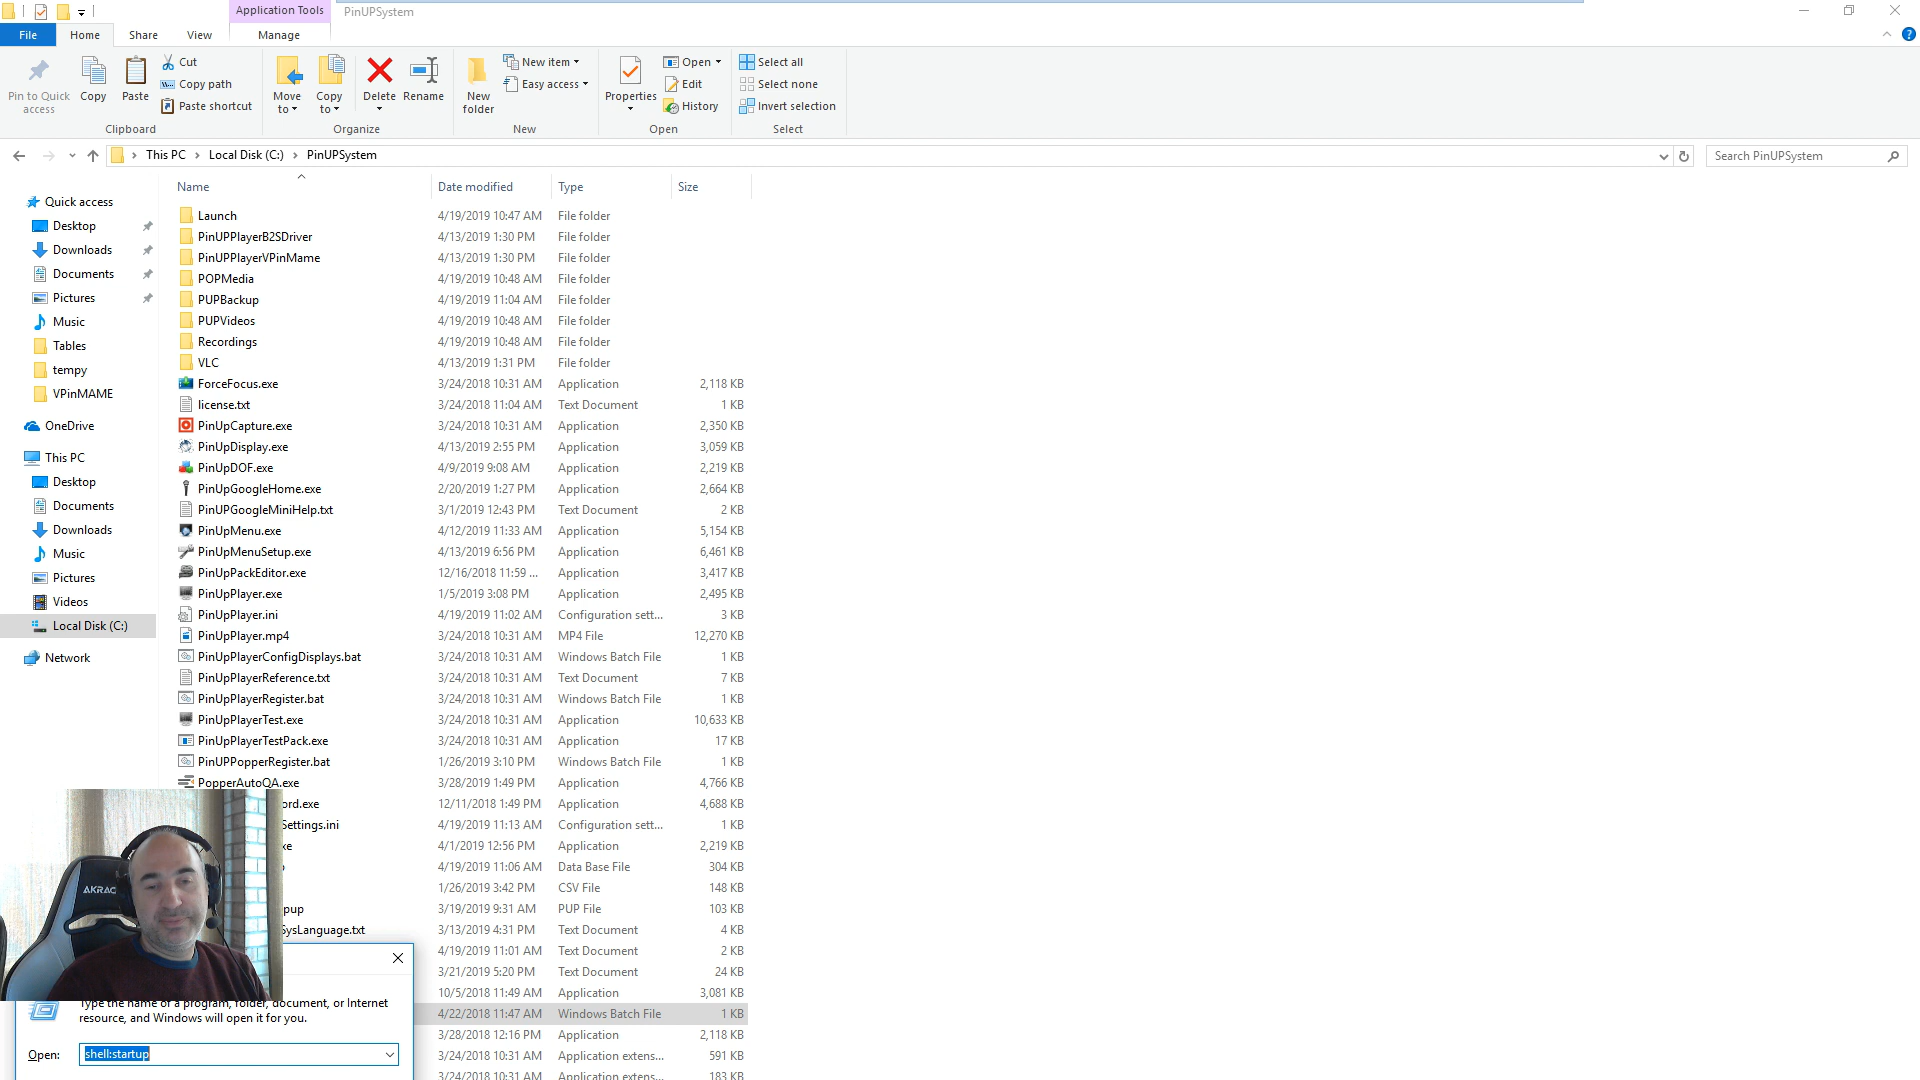 Application Tools PinUPSystem
File Home Share View Manage
Pin to Quick access
Copy
Paste
Cut
Copy path
Paste shortcut
Clipboard
Move to
Copy to
Delete
Rename
Organize
New folder
New item
Easy access
New
Properties
Open
Edit
History
Open
Select all
Select none
Invert selection
Select
This PC Local Disk (C:) PinUPSystem
Search PinUPSystem
Quick access
Desktop
Downloads
Documents
Pictures
Music
Tables
tempy
VPinMAME
OneDrive
This PC
Desktop
Documents
Downloads
Music
Pictures
Videos
Local Disk (C:)
Network
Name Date modified Type Size
Launch 4/19/2019 10:47 AM File folder
PinUPPlayerB2SDriver 4/13/2019 1:30 PM File folder
PinUPPlayerVPinMame 4/13/2019 1:30 PM File folder
POPMedia 4/19/2019 10:48 AM File folder
PUPBackup 4/19/2019 11:04 AM File folder
PUPVideos 4/19/2019 10:48 AM File folder
Recordings 4/19/2019 10:48 AM File folder
VLC 4/13/2019 1:31 PM File folder
ForceFocus.exe 3/24/2018 10:31 AM Application 2,118 KB
license.txt 3/24/2018 11:04 AM Text Document 1 KB
PinUpCapture.exe 3/24/2018 10:31 AM Application 2,350 KB
PinUpDisplay.exe 4/13/2019 2:55 PM Application 3,059 KB
PinUpDOF.exe 4/9/2019 9:08 AM Application 2,219 KB
PinUpGoogleHome.exe 2/20/2019 1:27 PM Application 2,664 KB
PinUPGoogleMiniHelp.txt 3/1/2019 12:43 PM Text Document 2 KB
PinUpMenu.exe 4/12/2019 11:33 AM Application 5,154 KB
PinUpMenuSetup.exe 4/13/2019 6:56 PM Application 6,461 KB
PinUpPackEditor.exe 12/16/2018 11:59 ... Application 3,417 KB
PinUpPlayer.exe 1/5/2019 3:08 PM Application 2,495 KB
PinUpPlayer.ini 4/19/2019 11:02 AM Configuration sett... 3 KB
PinUpPlayer.mp4 3/24/2018 10:31 AM MP4 File 12,270 KB
PinUpPlayerConfigDisplays.bat 3/24/2018 10:31 AM Windows Batch File 1 KB
PinUpPlayerReference.txt 3/24/2018 10:31 AM Text Document 7 KB
PinUpPlayerRegister.bat 3/24/2018 10:31 AM Windows Batch File 1 KB
PinUpPlayerTest.exe 3/24/2018 10:31 AM Application 10,633 KB
PinUpPlayerTestPack.exe 3/24/2018 10:31 AM Application 17 KB
PinUPPopperRegister.bat 1/26/2019 3:10 PM Windows Batch File 1 KB
PopperAutoQA.exe 3/28/2019 1:49 PM Application 4,766 KB
ord.exe 12/11/2018 1:49 PM Application 4,688 KB
Settings.ini 4/19/2019 11:13 AM Configuration sett... 1 KB
xe 4/1/2019 12:56 PM Application 2,219 KB
4/19/2019 11:06 AM Data Base File 304 KB
1/26/2019 3:42 PM CSV File 148 KB
pup 3/19/2019 9:31 AM PUP File 103 KB
SysLanguage.txt 3/13/2019 4:31 PM Text Document 4 KB
4/19/2019 11:01 AM Text Document 2 KB
3/21/2019 5:20 PM Text Document 24 KB
10/5/2018 11:49 AM Application 3,081 KB
4/22/2018 11:47 AM Windows Batch File 1 KB
3/28/2018 12:16 PM Application 2,118 KB
3/24/2018 10:31 AM Application extens... 591 KB
3/24/2018 10:31 AM Application extens... 183 KB
AKRAC
Type the name of a program, folder, document, or Internet
resource, and Windows will open it for you.
Open: shell:startup